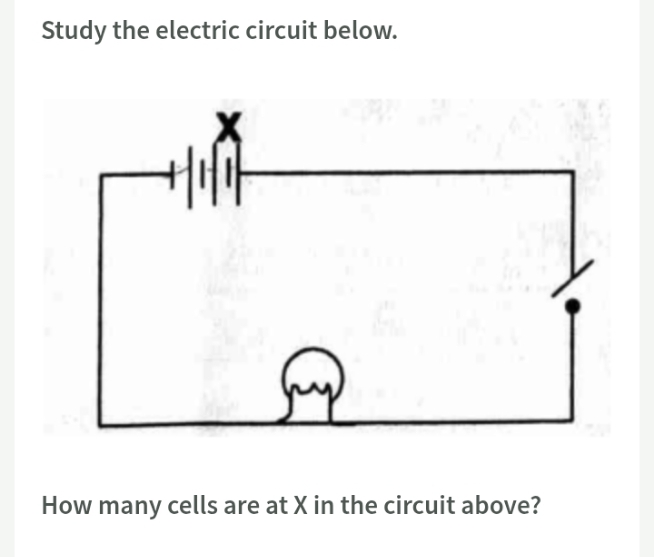 Study the electric circuit below.
X
How many cells are at X in the circuit above?